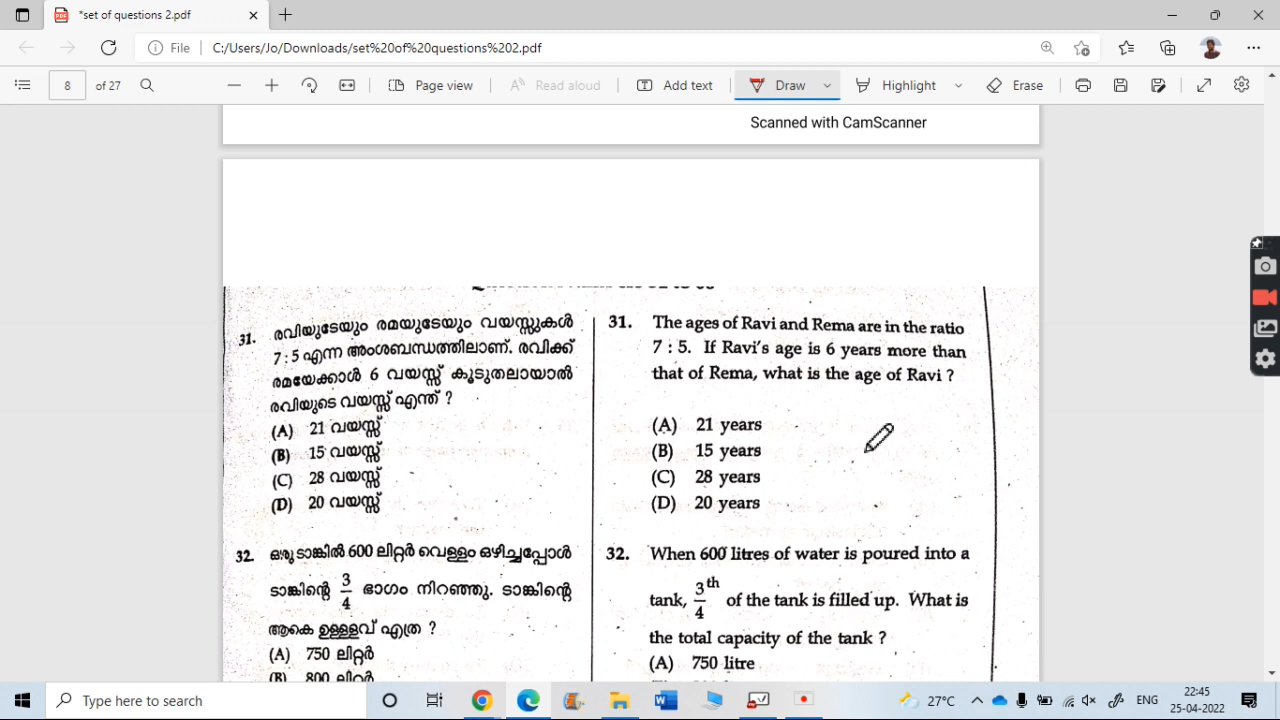 *set of questions 2.pdf
File
C:/Users/Jo/Downloads/set%20of%20questions%202.pdf
8 of 27
Page view
Read aloud
Add text
Draw
Highlight
Erase
Scanned with CamScanner
31. രവിയുടേയും രമയുടേയും വയസ്സുകൾ
7 : 5 എന്ന അംശബന്ധത്തിലാണ്. രവിക്ക്
രമയേക്കാൾ 6 വയസ്സ് കൂടുതലായാൽ
രവിയുടെ വയസ്സ് എന്ത് ?
(A) 21 വയസ്സ്
(B) 15 വയസ്സ്
(C) 28 വയസ്സ്
(D) 20 വയസ്സ്
32. ഒരു ടാങ്കിൽ 600 ലിറ്റർ വെള്ളം ഒഴിച്ചപ്പോൾ
ടാങ്കിന്റെ 3/4 ഭാഗം നിറഞ്ഞു. ടാങ്കിന്റെ
ആകെ ഉള്ളളവ് എത്ര ?
(A) 750 ലിറ്റർ
(B) 800 ലിറ്റർ
31. The ages of Ravi and Rema are in the ratio
7 : 5. If Ravi's age is 6 years more than
that of Rema, what is the age of Ravi ?
(A) 21 years
(B) 15 years
(C) 28 years
(D) 20 years
32. When 600 litres of water is poured into a
tank, 3/4 th of the tank is filled up. What is
the total capacity of the tank ?
(A) 750 litre
Type here to search
27°C
ENG
22:45
25-04-2022